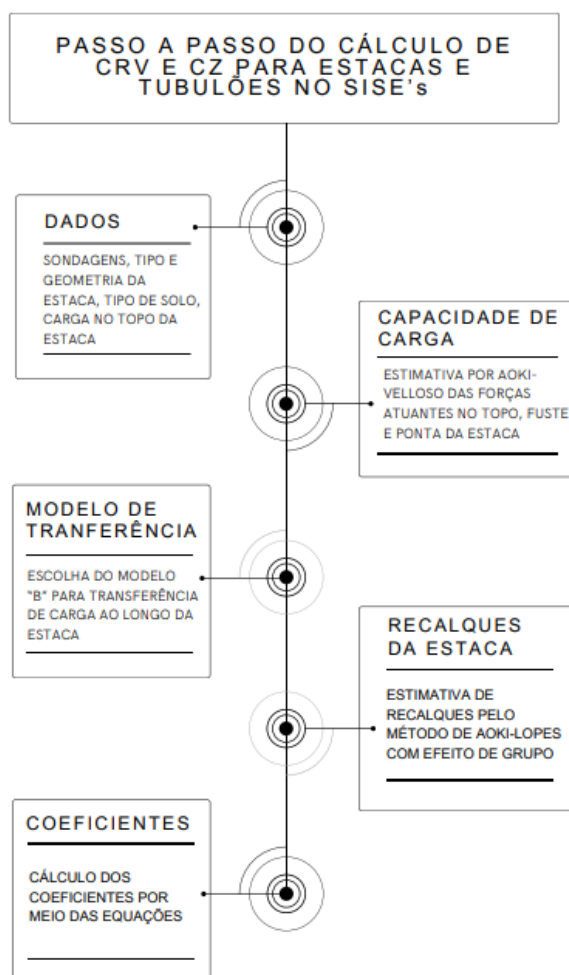 PASSO A PASSO DO CÁLCULO DE
CRV E CZ PARA ESTACAS E
TUBULÕES NO SISE's
DADOS
SONDAGENS, TIPO E
GEOMETRIA DA
ESTACA, TIPO DE SOLO,
CARGA NO TOPO DA
ESTACA
CAPACIDADE DE
CARGA
ESTIMATIVA POR AOKI-
VELLOSO DAS FORÇAS
ATUANTES NO TOPO, FUSTE
E PONTA DA ESTACA
MODELO DE
TRANFERÊNCIA
ESCOLHA DO MODELO
"B" PARA TRANSFERÊNCIA
DE CARGA AO LONGO DA
ESTACA
RECALQUES
DA ESTACA
ESTIMATIVA DE
RECALQUES PELO
MÉTODO DE AOKI-LOPES
COM EFEITO DE GRUPO
COEFICIENTES
CÁLCULO DOS
COEFICIENTES POR
MEIO DAS EQUAÇÕES